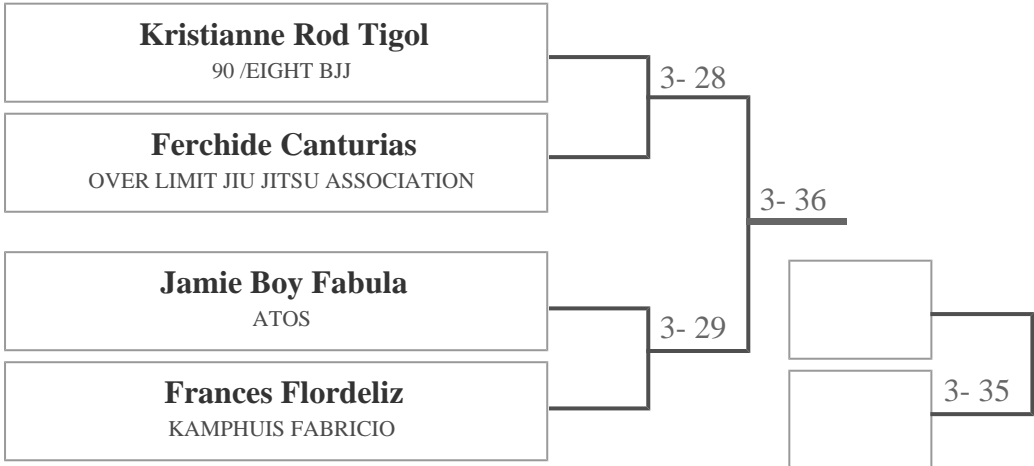 Kristianne Rod Tigol
90 /EIGHT BJJ
3- 28
Ferchide Canturias
OVER LIMIT JIU JITSU ASSOCIATION
3- 36
Jamie Boy Fabula
ATOS
3- 29
Frances Flordeliz
KAMPHUIS FABRICIO
3- 35